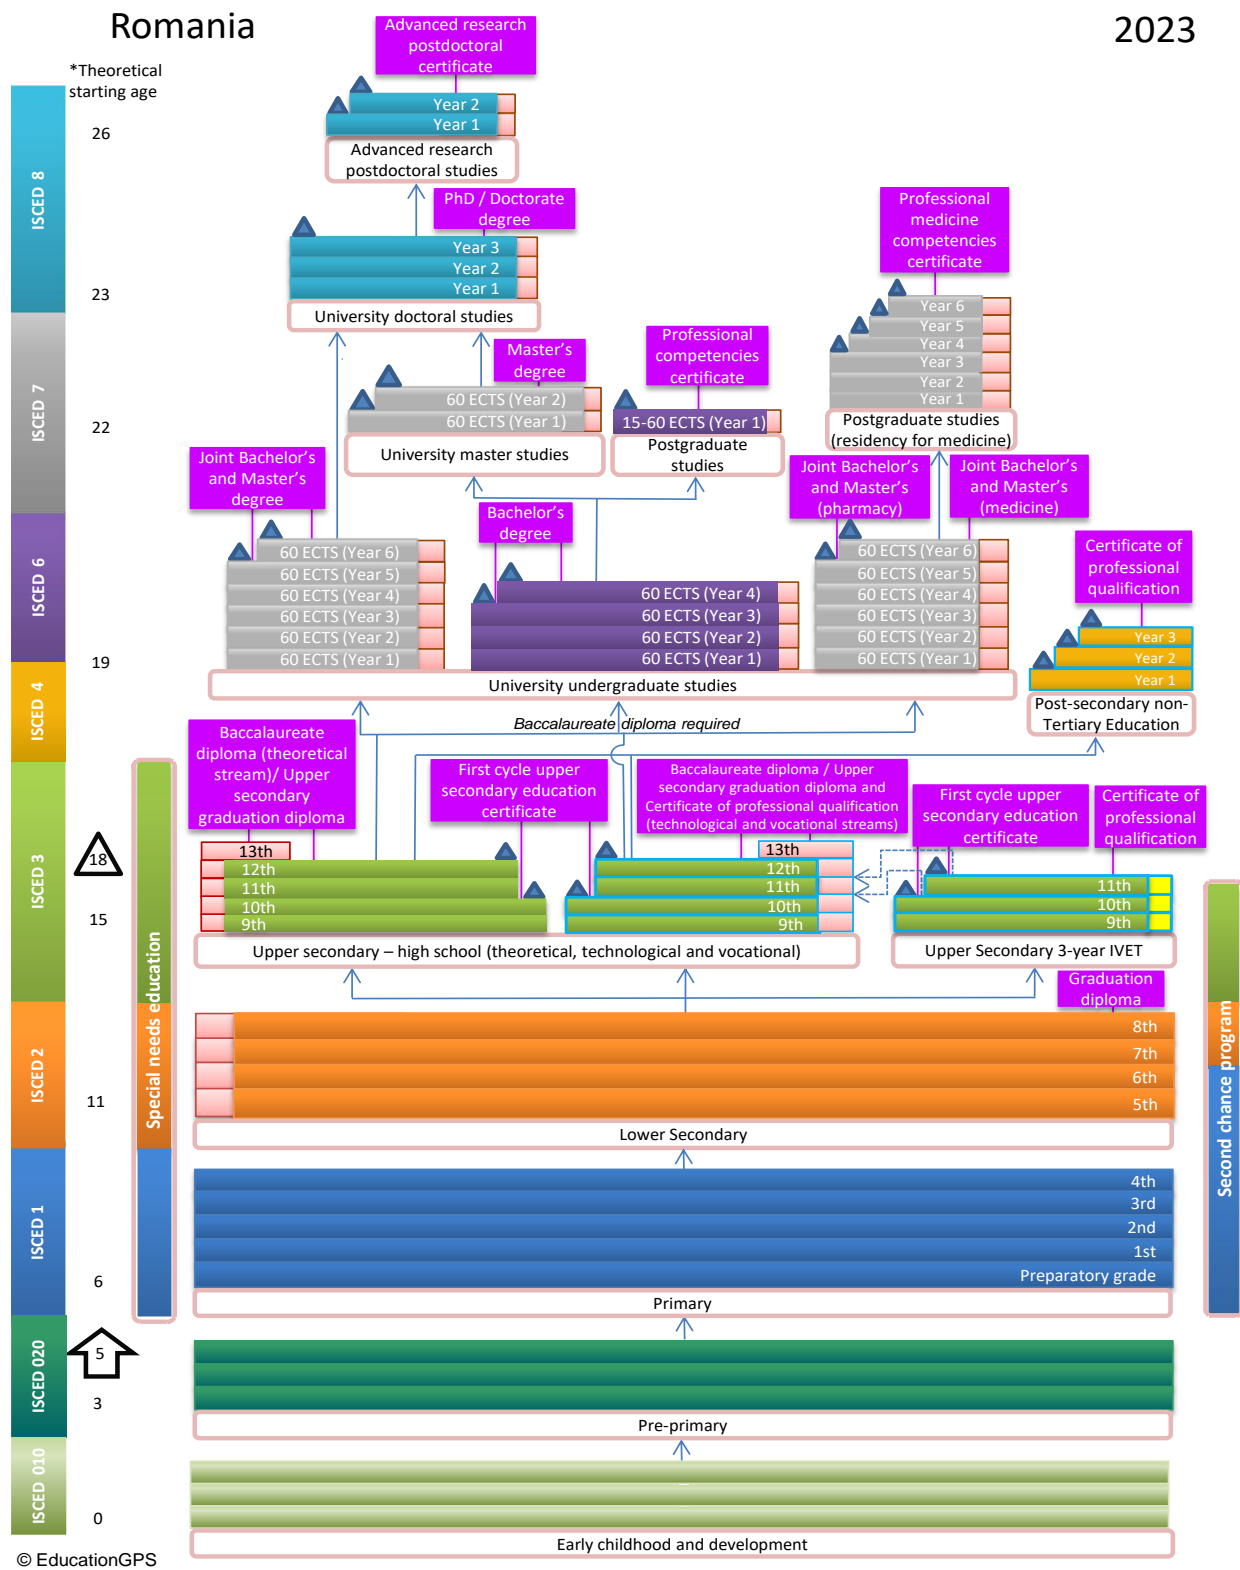 Romania
2023
*Theoretical
starting age
Advanced research
postdoctoral
certificate
Year 2
Year 1
Advanced research
postdoctoral studies
26
ISCED 8
PhD / Doctorate
degree
Year 3
Year 2
Year 1
University doctoral studies
23
Professional
medicine
competencies
certificate
Year 6
Year 5
Year 4
Year 3
Year 2
Year 1
Postgraduate studies
(residency for medicine)
Master's
degree
60 ECTS (Year 2)
60 ECTS (Year 1)
University master studies
Professional
competencies
certificate
15-60 ECTS (Year 1)
Postgraduate
studies
ISCED 7
22
Joint Bachelor's
and Master's
degree
60 ECTS (Year 6)
60 ECTS (Year 5)
60 ECTS (Year 4)
60 ECTS (Year 3)
60 ECTS (Year 2)
60 ECTS (Year 1)
Bachelor's
degree
60 ECTS (Year 4)
60 ECTS (Year 3)
60 ECTS (Year 2)
60 ECTS (Year 1)
Joint Bachelor's
and Master's
(pharmacy)
Joint Bachelor's
and Master's
(medicine)
60 ECTS (Year 6)
60 ECTS (Year 5)
60 ECTS (Year 4)
60 ECTS (Year 3)
60 ECTS (Year 2)
60 ECTS (Year 1)
ISCED 6
19
University undergraduate studies
Certificate of
professional
qualification
Year 3
Year 2
Year 1
Post-secondary non-
Tertiary Education
ISCED 4
Baccalaureate diploma required
Baccalaureate
diploma (theoretical
stream)/ Upper
secondary
graduation diploma
First cycle upper
secondary education
certificate
Baccalaureate diploma / Upper
secondary graduation diploma and
Certificate of professional qualification
(technological and vocational streams)
First cycle upper
secondary education
certificate
Certificate of
professional
qualification
ISCED 3
18
15
13th
12th
11th
10th
9th
13th
12th
11th
10th
9th
11th
10th
9th
Upper secondary – high school (theoretical, technological and vocational)
Upper Secondary 3-year IVET
Special needs education
Second chance program
Graduation
diploma
ISCED 2
11
8th
7th
6th
5th
Lower Secondary
ISCED 1
6
4th
3rd
2nd
1st
Preparatory grade
Primary
ISCED 020
5
3
Pre-primary
ISCED 010
0
Early childhood and development
© EducationGPS